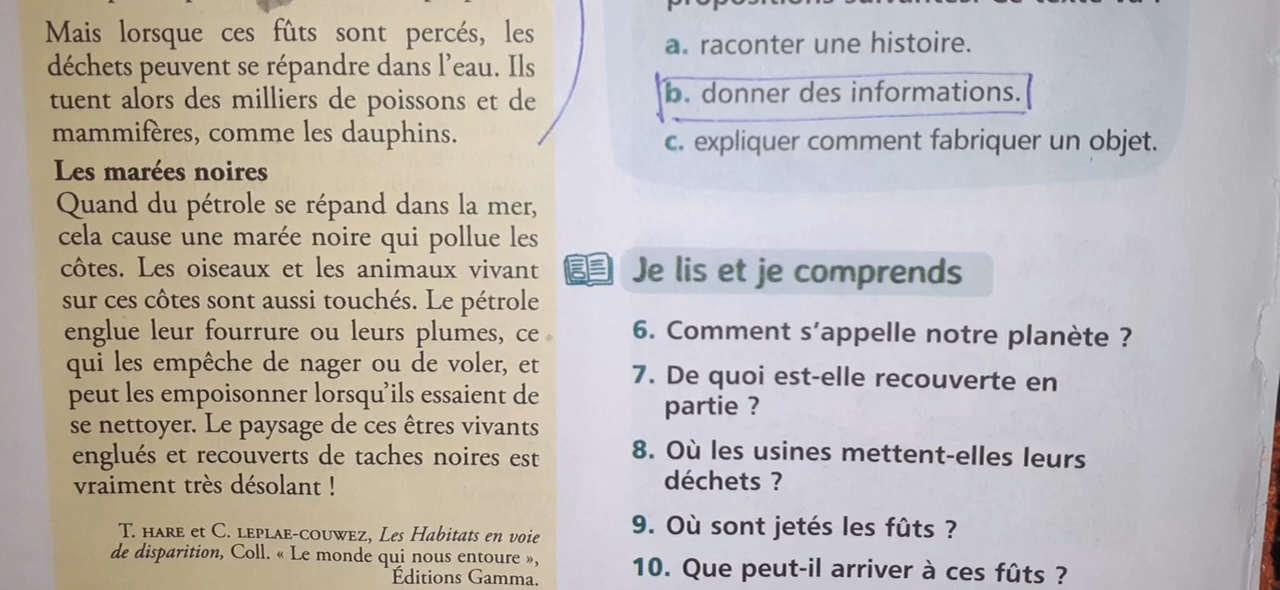 Mais lorsque ces fûts sont percés, les
déchets peuvent se répandre dans l'eau. Ils
tuent alors des milliers de poissons et de
mammifères, comme les dauphins.
Les marées noires
Quand du pétrole se répand dans la mer,
cela cause une marée noire qui pollue les
côtes. Les oiseaux et les animaux vivant
sur ces côtes sont aussi touchés. Le pétrole
englue leur fourrure ou leurs plumes, ce
qui les empêche de nager ou de voler, et
peut les empoisonner lorsqu'ils essaient de
se nettoyer. Le paysage de ces êtres vivants
englués et recouverts de taches noires est
vraiment très désolant !
T. HARE et C. LEPLAE-COUWEZ, Les Habitats en voie
de disparition, Coll. « Le monde qui nous entoure »,
Éditions Gamma.
a. raconter une histoire.
b. donner des informations.
c. expliquer comment fabriquer un objet.
Je lis et je comprends
6. Comment s'appelle notre planète ?
7. De quoi est-elle recouverte en
partie ?
8. Où les usines mettent-elles leurs
déchets ?
9. Où sont jetés les fûts ?
10. Que peut-il arriver à ces fûts ?